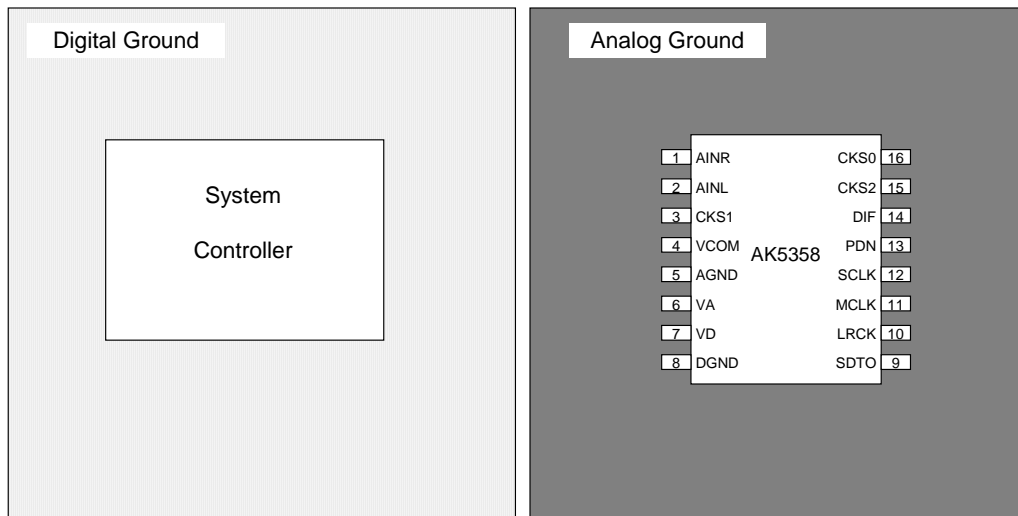 Digital Ground
System
Controller
Analog Ground
1 AINR
2 AINL
3 CKS1
4 VCOM
5 AGND
6 VA
7 VD
8 DGND
AK5358
CKS0 16
CKS2 15
DIF 14
PDN 13
SCLK 12
MCLK 11
LRCK 10
SDTO 9